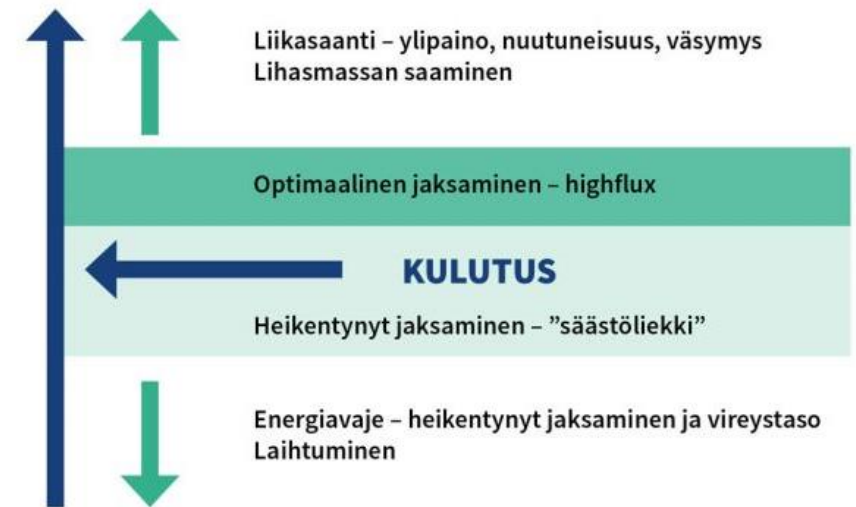 Liikasaanti – ylipaino, nuutuneisuus, väsymys
Lihasmassan saaminen
Optimaalinen jaksaminen – highflux
KULUTUS
Heikentynyt jaksaminen – ”säästöliekki”
Energiavaje – heikentynyt jaksaminen ja vireystaso
Laihtuminen